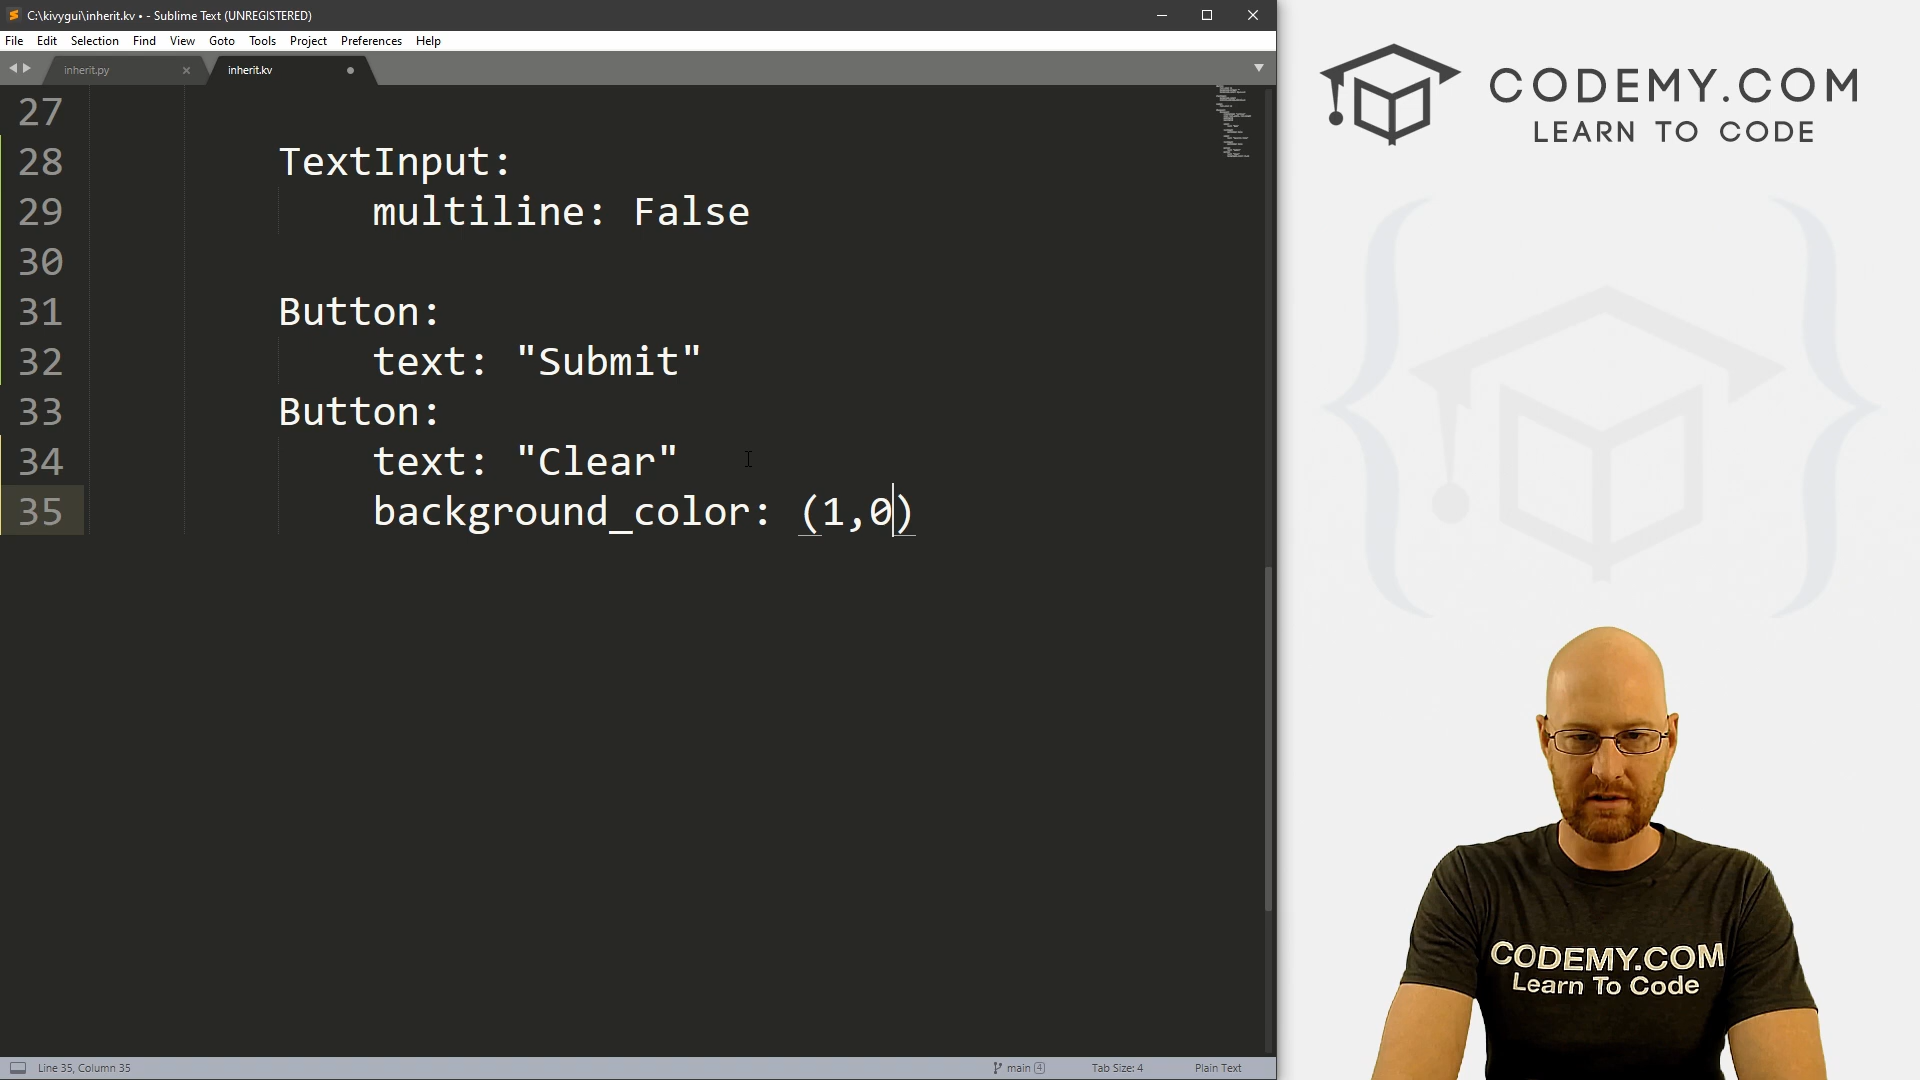 C:\kivygui\inherit.kv • - Sublime Text (UNREGISTERED)
File Edit Selection Find View Goto Tools Project Preferences Help
inherit.py
inherit.kv
27
28 TextInput:
29 multiline: False
30
31 Button:
32 text: "Submit"
33 Button:
34 text: "Clear"
35 background_color: (1,0)
Line 35, Column 35
main 4
Tab Size: 4
Plain Text
CODEMY.COM
LEARN TO CODE
CODEMY.COM
Learn To Code